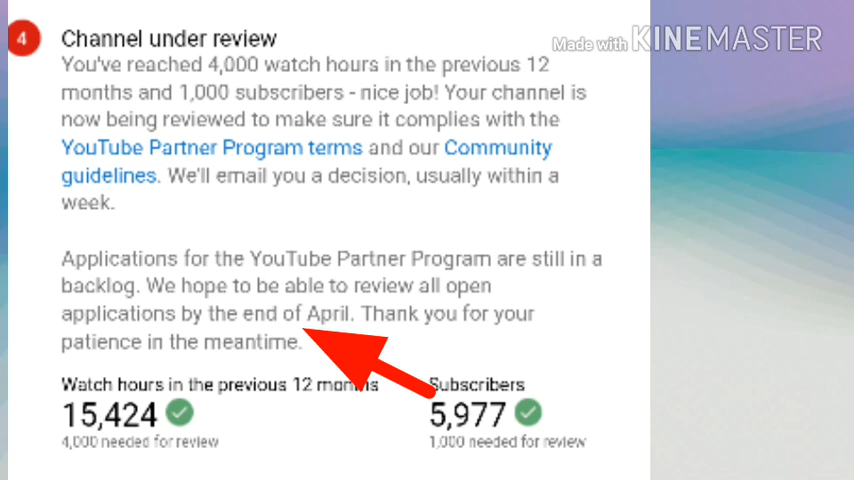 4
Channel under review
Made with KINEMASTER
You've reached 4,000 watch hours in the previous 12
months and 1,000 subscribers - nice job! Your channel is
now being reviewed to make sure it complies with the
YouTube Partner Program terms and our Community
guidelines. We'll email you a decision, usually within a
week.
Applications for the YouTube Partner Program are still in a
backlog. We hope to be able to review all open
applications by the end of April. Thank you for your
patience in the meantime.
Watch hours in the previous 12 months
15,424
4,000 needed for review
Subscribers
5,977
1,000 needed for review